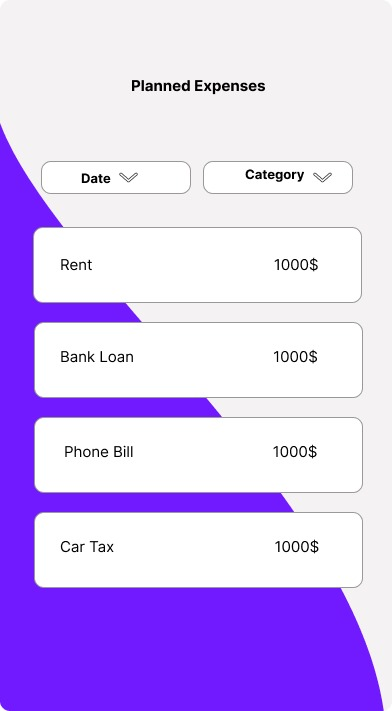 Planned Expenses
Date Category
Rent 1000$
Bank Loan 1000$
Phone Bill 1000$
Car Tax 1000$